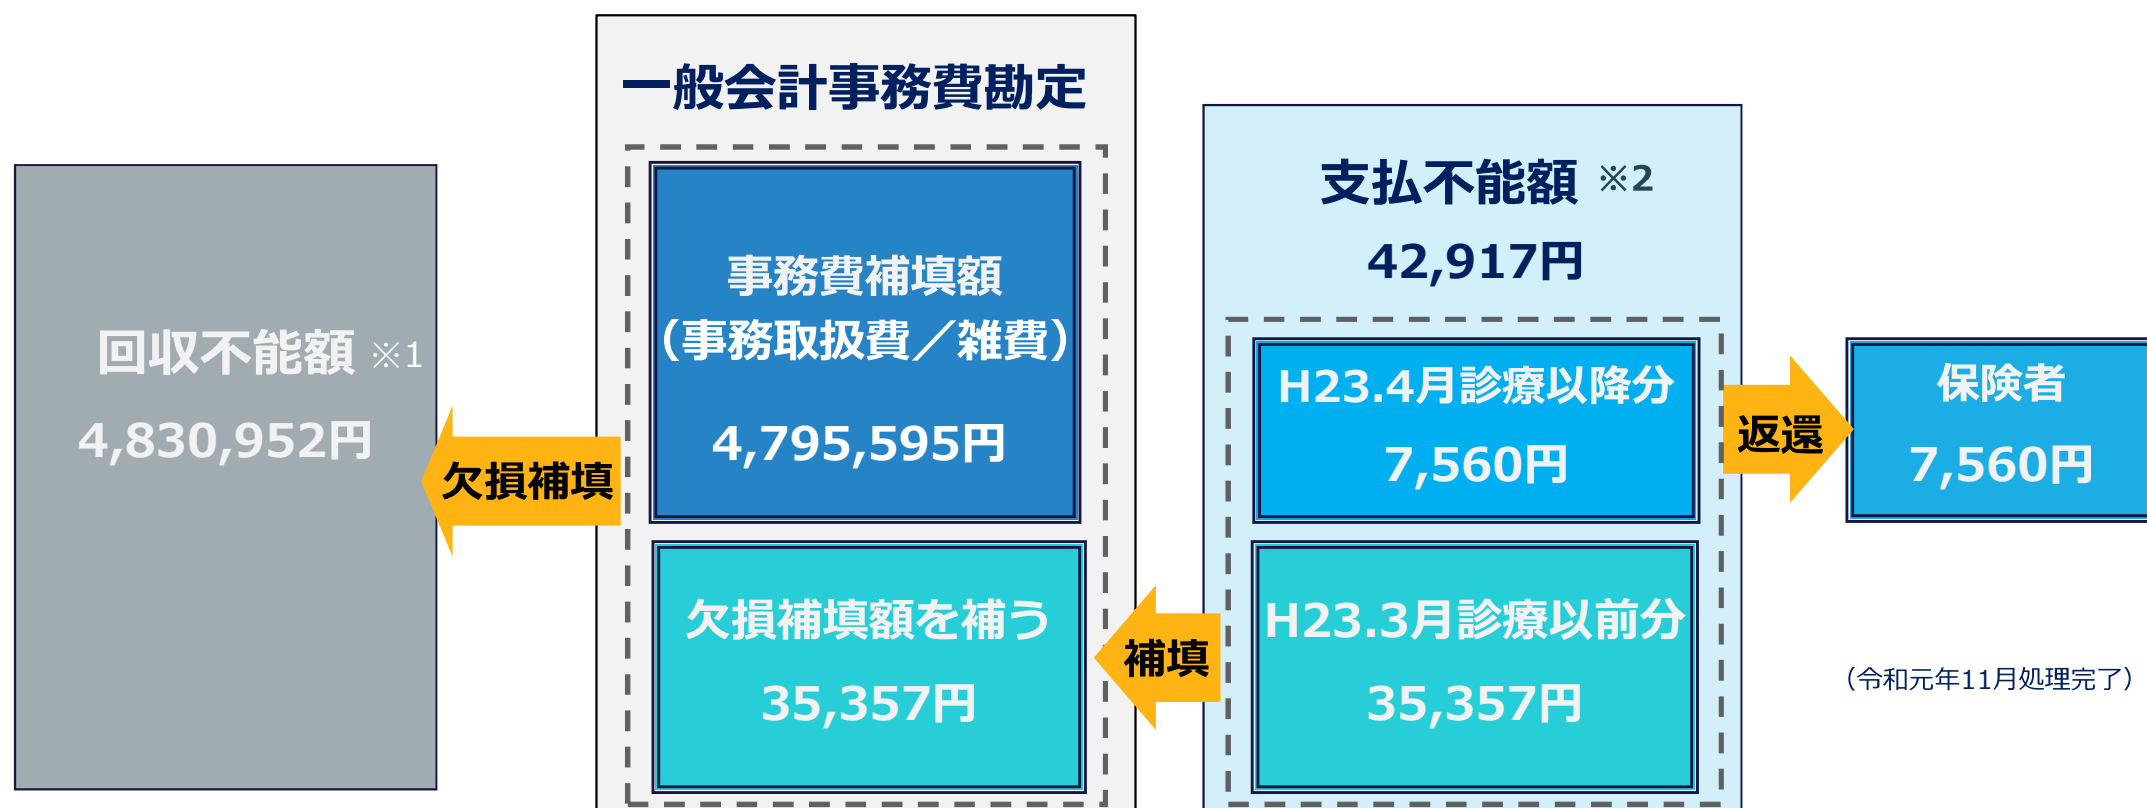 回収不能額 ※1
4,830,952円
欠損補填
一般会計事務費勘定
事務費補填額
（事務取扱費／雑費）
4,795,595円
欠損補填額を補う
35,357円
補填
支払不能額 ※2
42,917円
H23.4月診療以降分
7,560円
H23.3月診療以前分
35,357円
返還
保険者
7,560円
（令和元年11月処理完了）